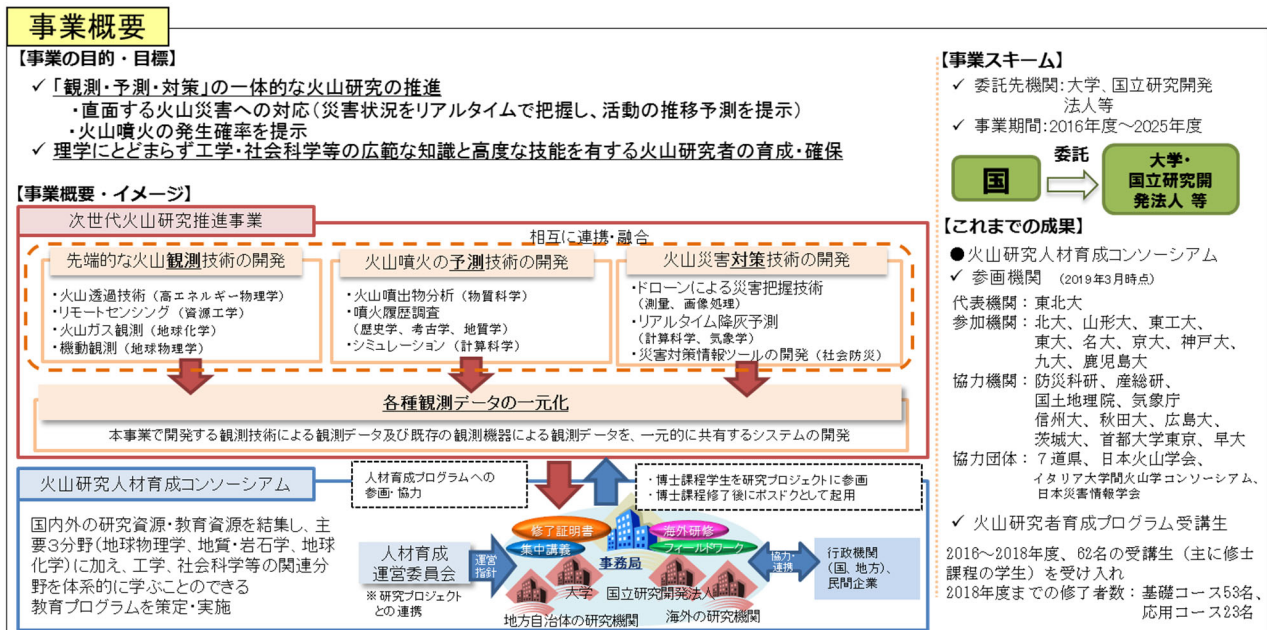 事業概要
【事業の目的・目標】
✓ 「観測・予測・対策」の一体的な火山研究の推進
・直面する火山災害への対応（災害状況をリアルタイムで把握し、活動の推移予測を提示）
・火山噴火の発生確率を提示
✓ 理学にとどまらず工学・社会科学等の広範な知識と高度な技能を有する火山研究者の育成・確保
【事業概要・イメージ】
次世代火山研究推進事業
相互に連携・融合
先端的な火山観測技術の開発
・火山透過技術（高エネルギー物理学）
・リモートセンシング（資源工学）
・火山ガス観測（地球化学）
・機動観測（地球物理学）
火山噴火の予測技術の開発
・火山噴出物分析（物質科学）
・噴火履歴調査
（歴史学、考古学、地質学）
・シミュレーション（計算科学）
火山災害対策技術の開発
・ドローンによる災害把握技術
（測量、画像処理）
・リアルタイム降灰予測
（計算科学、気象学）
・災害対策情報ツールの開発（社会防災）
各種観測データの一元化
本事業で開発する観測技術による観測データ及び既存の観測機器による観測データを、一元的に共有するシステムの開発
火山研究人材育成コンソーシアム
人材育成プログラムへの
参画・協力
・博士課程学生を研究プロジェクトに参画
・博士課程修了後にポスドクとして起用
国内外の研究資源・教育資源を結集し、主
要３分野（地球物理学、地質・岩石学、地球
化学）に加え、工学、社会科学等の関連分
野を体系的に学ぶことのできる
教育プログラムを策定・実施
人材育成
運営委員会
※研究プロジェクト
との連携
運営
指針
修了証明書
海外研修
集中講義
フィールドワーク
事務局
大学
国立研究開発法人
地方自治体の研究機関
海外の研究機関
協力・
連携
行政機関
（国、地方）、
民間企業
【事業スキーム】
✓ 委託先機関：大学、国立研究開発
法人等
✓ 事業期間：2016年度～2025年度
国
委託
大学・
国立研究開
発法人 等
【これまでの成果】
●火山研究人材育成コンソーシアム
✓ 参画機関 （2019年3月時点）
代表機関：東北大
参加機関：北大、山形大、東工大、
東大、名大、京大、神戸大、
九大、鹿児島大
協力機関：防災科研、産総研、
国土地理院、気象庁
信州大、秋田大、広島大、
茨城大、首都大学東京、早大
協力団体：７道県、日本火山学会、
イタリア大学間火山学コンソーシアム、
日本災害情報学会
✓ 火山研究者育成プログラム受講生
2016～2018年度、62名の受講生（主に修士
課程の学生）を受け入れ
2018年度までの修了者数：基礎コース53名、
応用コース23名